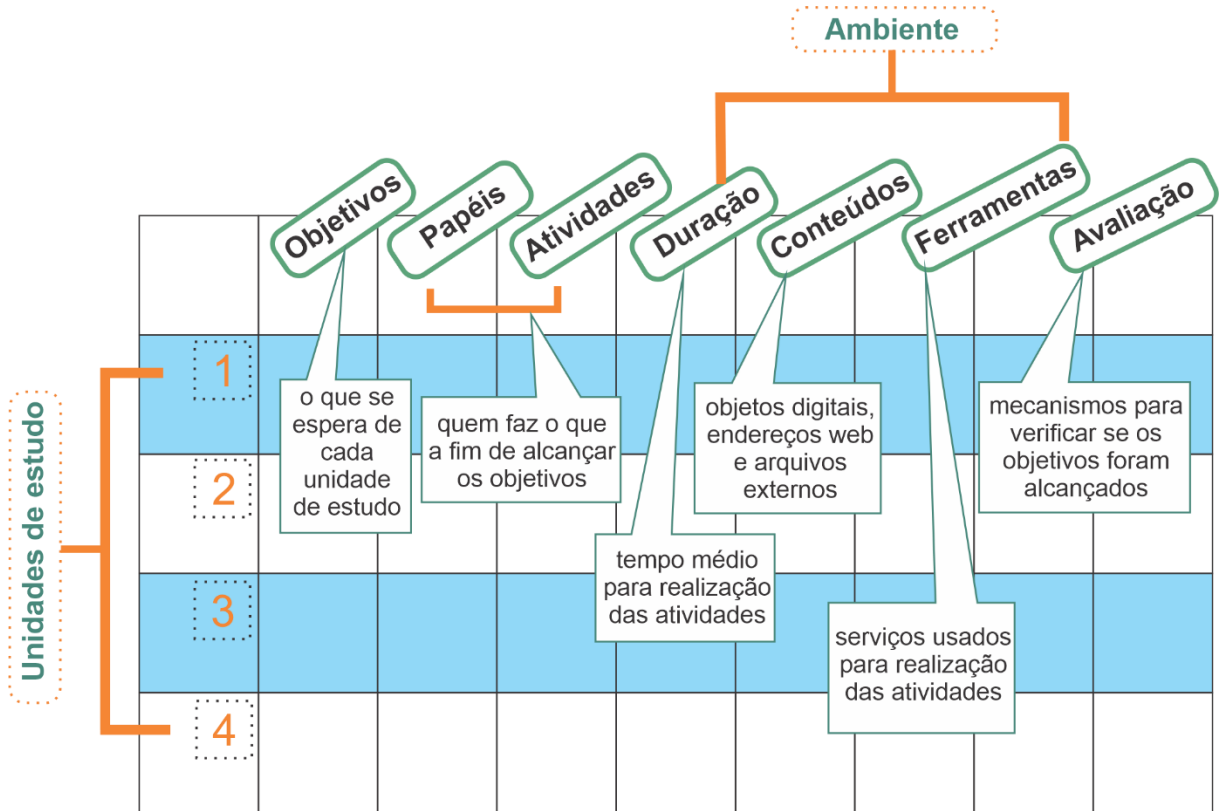 Ambiente
Objetivos
Papéis
Atividades
Duração
Conteúdos
Ferramentas
Avaliação
Unidades de estudo
1
2
3
4
o que se
espera de
cada
unidade
de estudo
quem faz o que
a fim de alcançar
os objetivos
tempo médio
para realização
das atividades
objetos digitais,
endereços web
e arquivos
externos
serviços usados
para realização
das atividades
mecanismos para
verificar se os
objetivos foram
alcançados